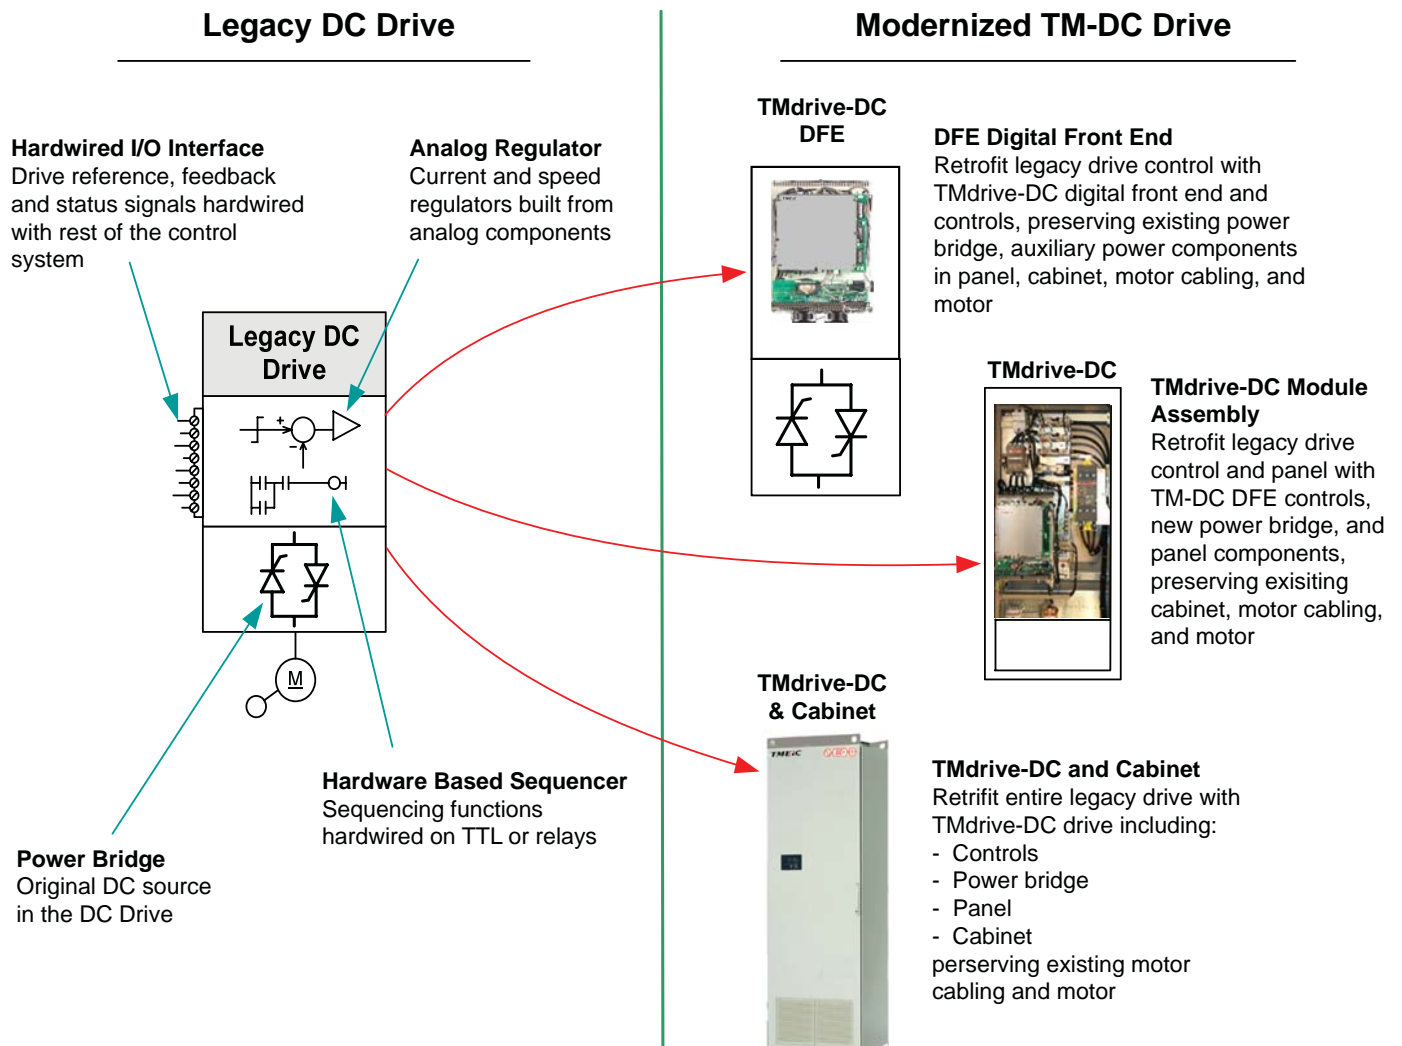 Legacy DC Drive
Modernized TM-DC Drive
Hardwired I/O Interface
Drive reference, feedback
and status signals hardwired
with rest of the control
system
Analog Regulator
Current and speed
regulators built from
analog components
Legacy DC
Drive
+
-
M
Hardware Based Sequencer
Sequencing functions
hardwired on TTL or relays
Power Bridge
Original DC source
in the DC Drive
TMdrive-DC
DFE
DFE Digital Front End
Retrofit legacy drive control with
TMdrive-DC digital front end and
controls, preserving existing power
bridge, auxiliary power components
in panel, cabinet, motor cabling, and
motor
TMdrive-DC
TMdrive-DC Module
Assembly
Retrofit legacy drive
control and panel with
TM-DC DFE controls,
new power bridge, and
panel components,
preserving exisiting
cabinet, motor cabling,
and motor
TMdrive-DC
& Cabinet
TMEIC
TMdrive-DC and Cabinet
Retrifit entire legacy drive with
TMdrive-DC drive including:
- Controls
- Power bridge
- Panel
- Cabinet
perserving existing motor
cabling and motor